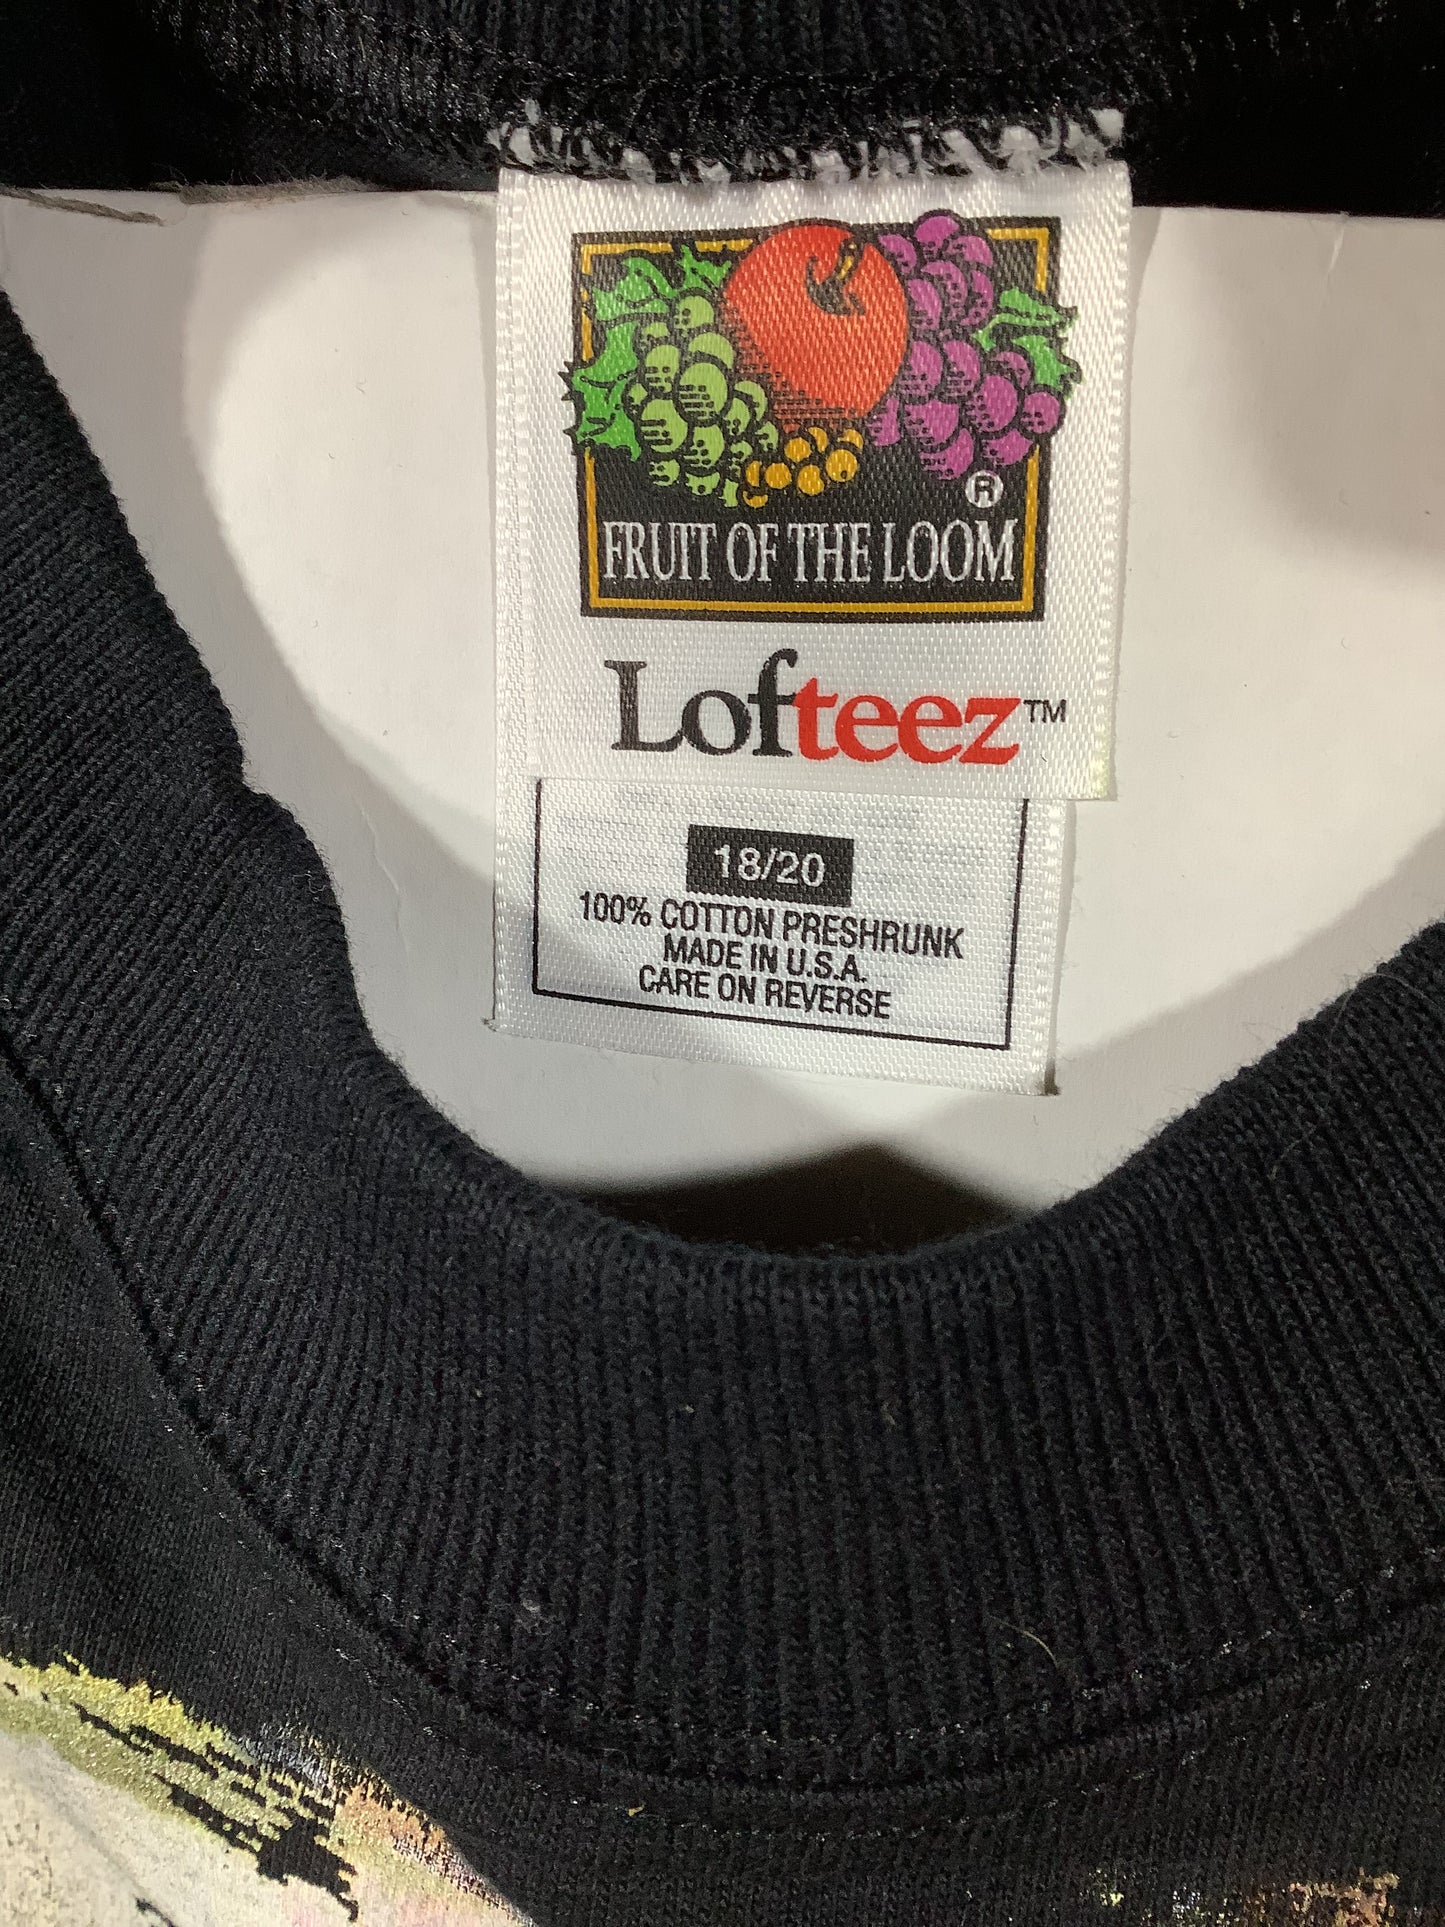 ®
FRUIT OF THE LOOM
Lofteez™
18/20
100% COTTON PRESHRUNK
MADE IN U.S.A.
CARE ON REVERSE